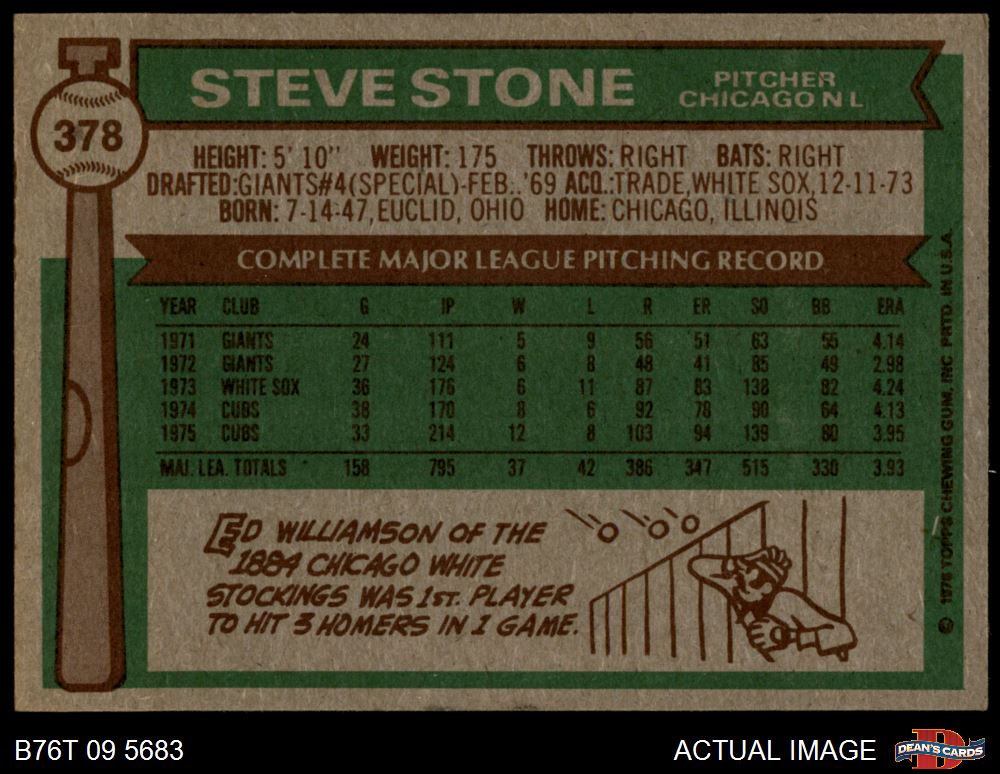 378
STEVE STONE
PITCHER
CHICAGO N L
HEIGHT: 5' 10" WEIGHT: 175 THROWS: RIGHT BATS: RIGHT
DRAFTED:GIANTS#4(SPECIAL)-FEB..'69 ACQ.:TRADE,WHITE SOX,12-11-73
BORN: 7-14-47, EUCLID, OHIO HOME: CHICAGO, ILLINOIS
COMPLETE MAJOR LEAGUE PITCHING RECORD
YEAR CLUB G IP W L R ER SO BB ERA
1971 GIANTS 24 111 5 9 56 51 63 55 4.14
1972 GIANTS 27 124 6 8 48 41 85 49 2.98
1973 WHITE SOX 36 176 6 11 87 83 138 82 4.24
1974 CUBS 38 170 8 6 92 78 90 64 4.13
1975 CUBS 33 214 12 8 103 94 139 80 3.95
MAJ. LEA. TOTALS 158 795 37 42 386 347 515 330 3.93
ED WILLIAMSON OF THE
1884 CHICAGO WHITE
STOCKINGS WAS 1ST. PLAYER
TO HIT 3 HOMERS IN 1 GAME.
© 1976 TOPPS CHEWING GUM, INC PRTD. IN U.S.A.
B76T 09 5683
ACTUAL IMAGE
DEAN'S CARDS